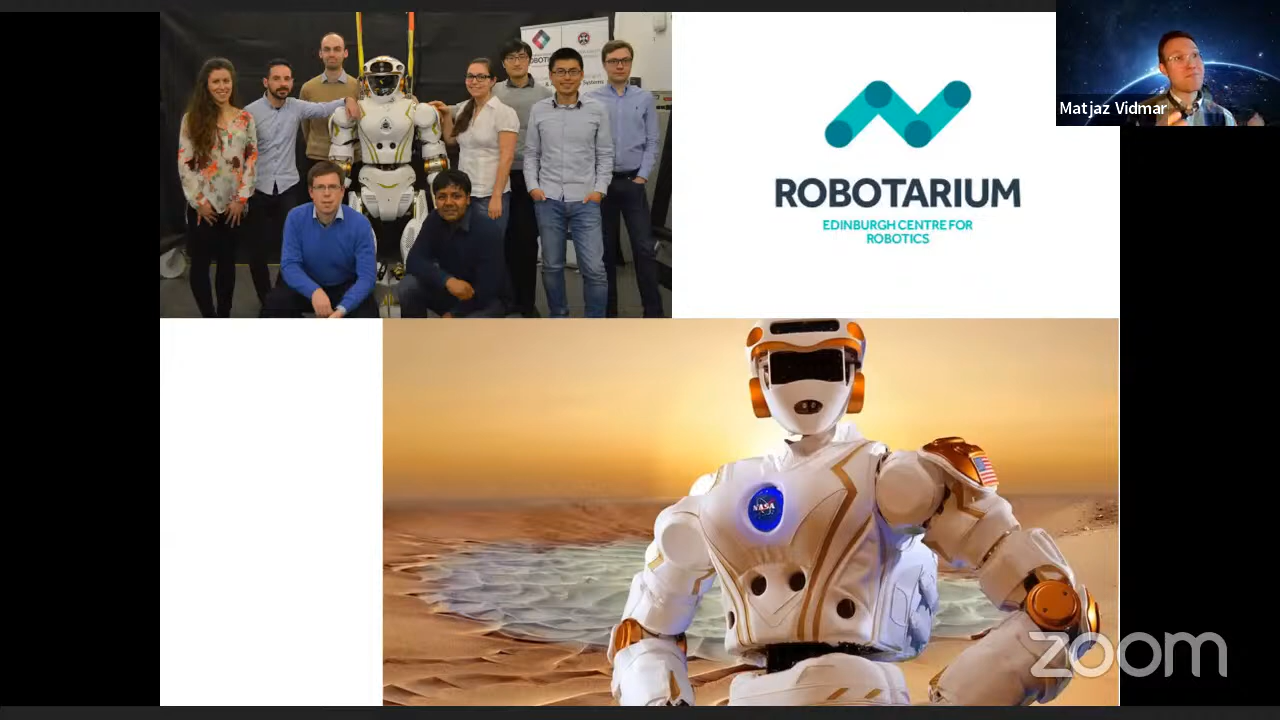 Matjaz Vidmar
ROBOTARIUM
EDINBURGH CENTRE FOR
ROBOTICS
NASA
zoom